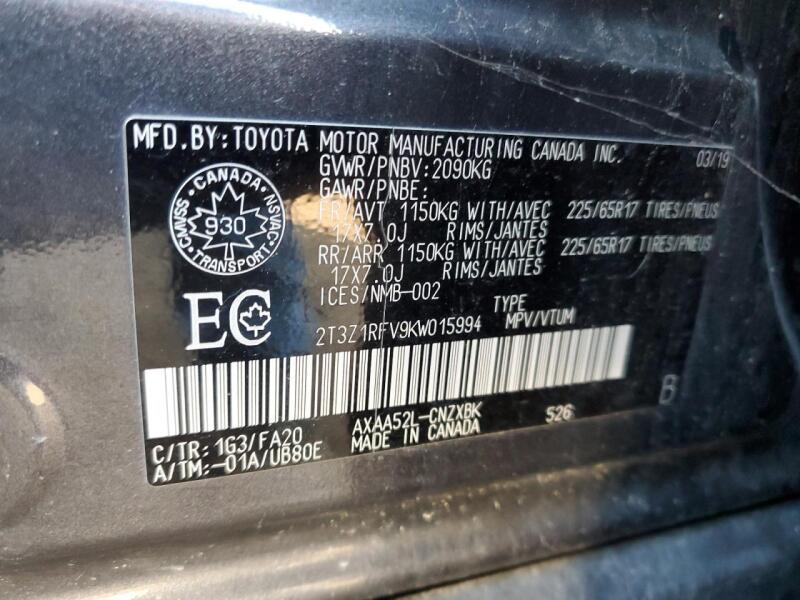 MFD.BY:TOYOTA MOTOR MANUFACTURING CANADA INC. 03/19
GVWR/PNBV:2090KG
GAWR/PNBE:
FR/AVT 1150KG WITH/AVEC 225/65R17 TIRES/PNEUS
17X7.0J RIMS/JANTES
RR/ARR 1150KG WITH/AVEC 225/65R17 TIRES/PNEUS
17X7.0J RIMS/JANTES
ICES/NMB-002
CANADA
CMVSS NSVAC
930
TRANSPORT
EC
TYPE
2T3Z1RFV9KW015994 MPV/VTUM
B
AXAA52L-CNZXBK 526
MADE IN CANADA
C/TR: 1G3/FA20
A/TM:-01A/UB80E